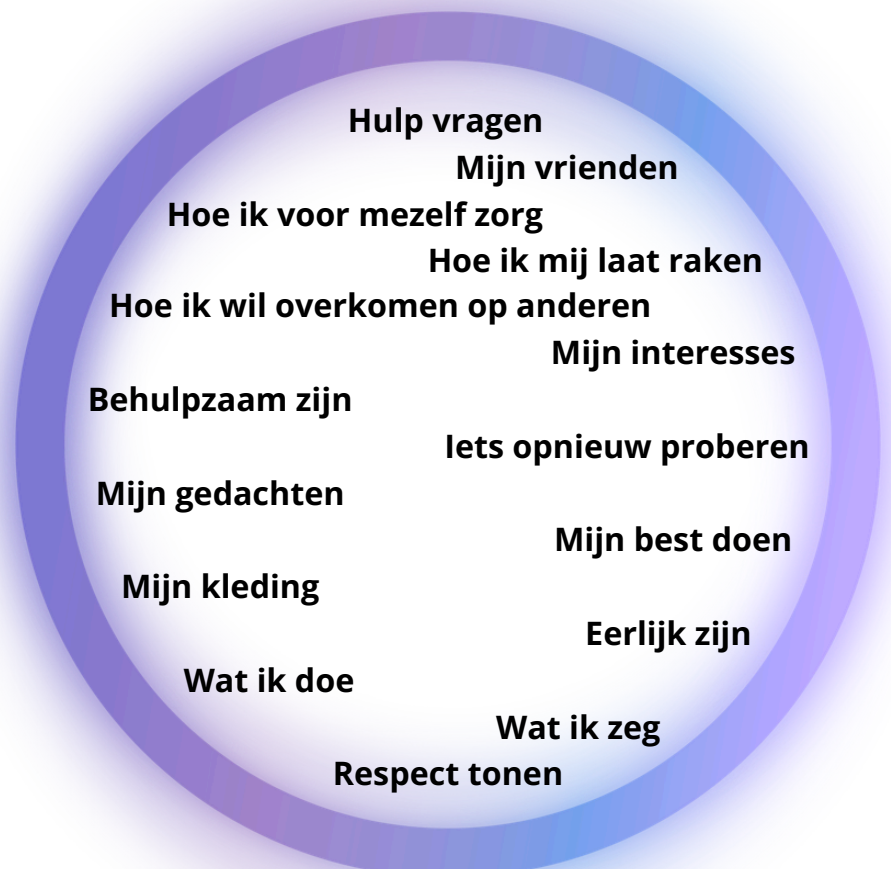 Hulp vragen
Mijn vrienden
Hoe ik voor mezelf zorg
Hoe ik mij laat raken
Hoe ik wil overkomen op anderen
Mijn interesses
Behulpzaam zijn
Iets opnieuw proberen
Mijn gedachten
Mijn best doen
Mijn kleding
Eerlijk zijn
Wat ik doe
Wat ik zeg
Respect tonen